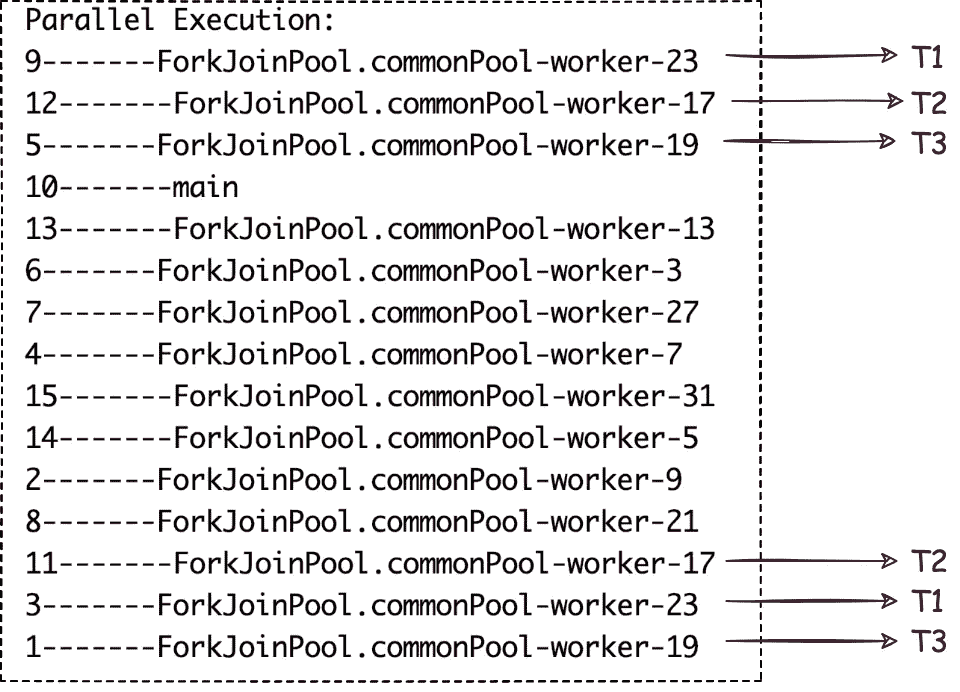 Parallel Execution:
9-------ForkJoinPool.commonPool-worker-23 T1
12-------ForkJoinPool.commonPool-worker-17 T2
5-------ForkJoinPool.commonPool-worker-19 T3
10-------main
13-------ForkJoinPool.commonPool-worker-13
6-------ForkJoinPool.commonPool-worker-3
7-------ForkJoinPool.commonPool-worker-27
4-------ForkJoinPool.commonPool-worker-7
15-------ForkJoinPool.commonPool-worker-31
14-------ForkJoinPool.commonPool-worker-5
2-------ForkJoinPool.commonPool-worker-9
8-------ForkJoinPool.commonPool-worker-21
11-------ForkJoinPool.commonPool-worker-17 T2
3-------ForkJoinPool.commonPool-worker-23 T1
1-------ForkJoinPool.commonPool-worker-19 T3